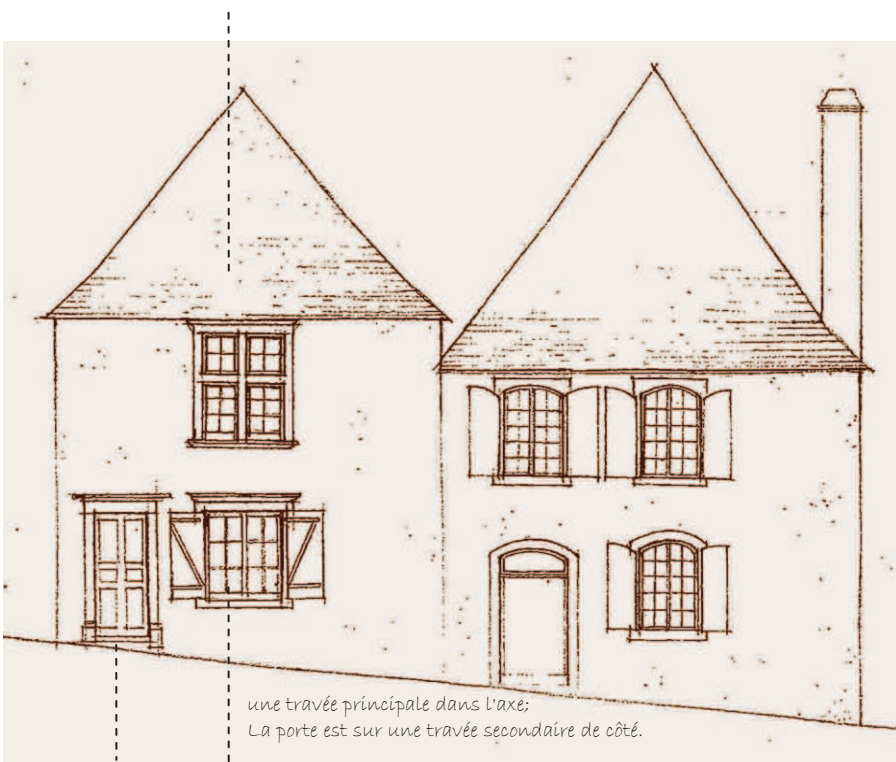 une travée principale dans l'axe;
La porte est sur une travée secondaire de côté.